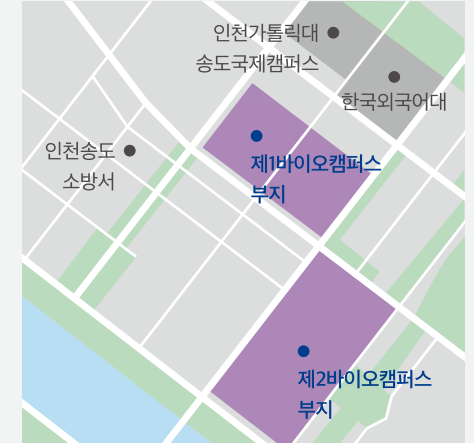 인천가톨릭대
송도국제캠퍼스
한국외국어대
인천송도
소방서
제1바이오캠퍼스
부지
제2바이오캠퍼스
부지